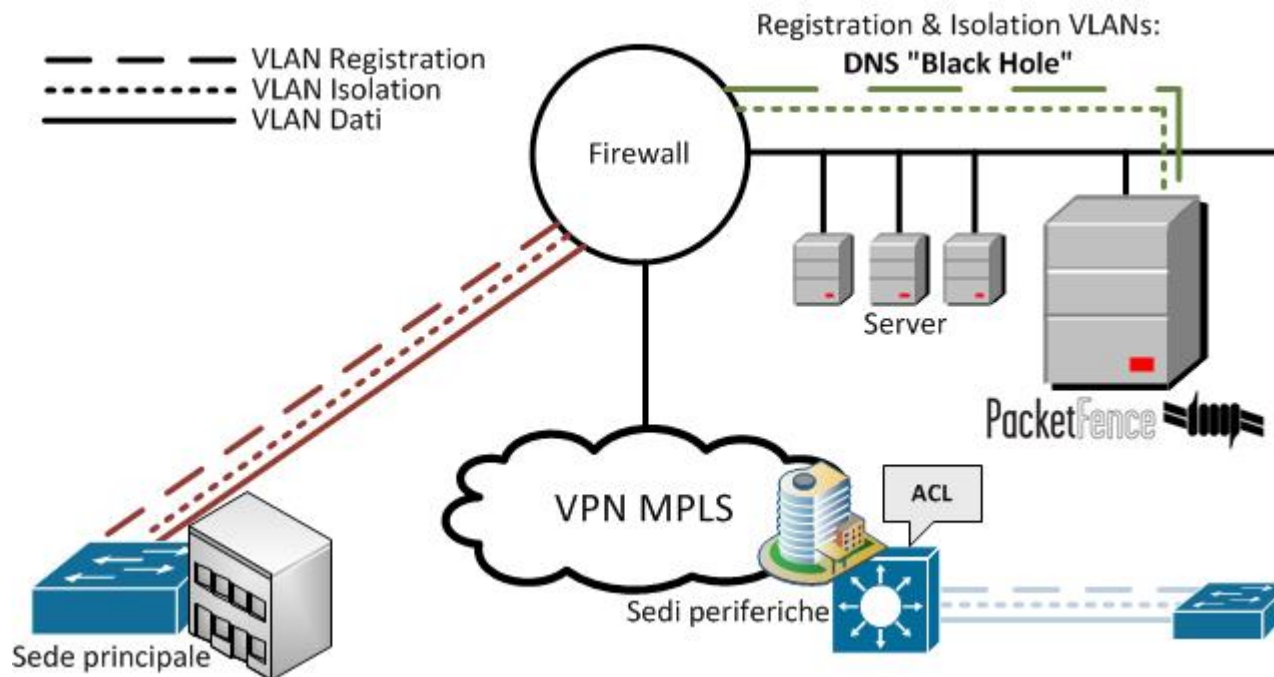 VLAN Registration
VLAN Isolation
VLAN Dati
Registration & Isolation VLANs:
DNS "Black Hole"
Firewall
Server
PacketFence
VPN MPLS
ACL
Sedi periferiche
Sede principale